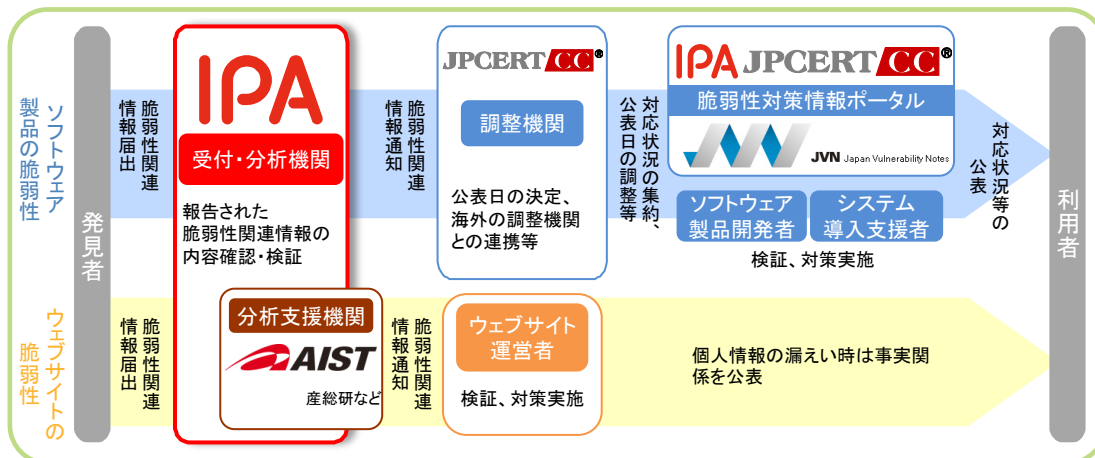 ソフトウェア
製品の脆弱性
発見者
脆弱性関連
情報届出
IPA
受付・分析機関
報告された
脆弱性関連情報の
内容確認・検証
脆弱性関連
情報通知
JPCERT CC®
調整機関
公表日の決定、
海外の調整機関
との連携等
対応状況の集約、
公表日の調整等
IPA JPCERT CC®
脆弱性対策情報ポータル
JVN Japan Vulnerability Notes
ソフトウェア
製品開発者
システム
導入支援者
検証、対策実施
対応状況等の
公表
利用者
ウェブサイトの
脆弱性
脆弱性関連
情報届出
分析支援機関
AIST
産総研など
脆弱性関連
情報通知
ウェブサイト
運営者
検証、対策実施
個人情報の漏えい時は事実関
係を公表